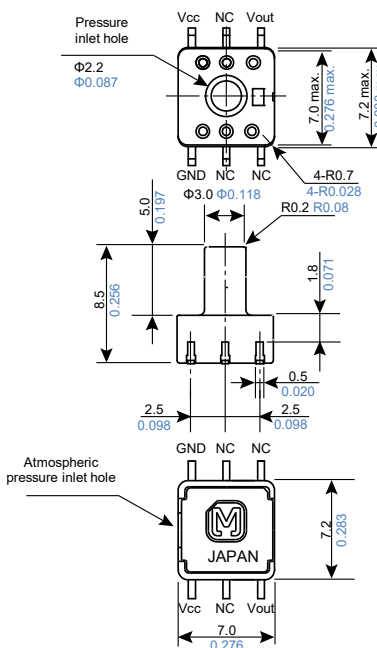 Pressure
inlet hole
Vcc NC Vout
Φ2.2
Φ0.087
7.0 max.
0.276 max.
7.2 max.
GND NC NC
4-R0.7
4-R0.028
Φ3.0 Φ0.118
R0.2 R0.08
5.0
0.197
8.5
0.256
1.8
0.071
0.5
0.020
2.5
0.098
2.5
0.098
GND NC NC
Atmospheric
pressure inlet hole
M
JAPAN
7.2
0.283
Vcc NC Vout
7.0
0.276